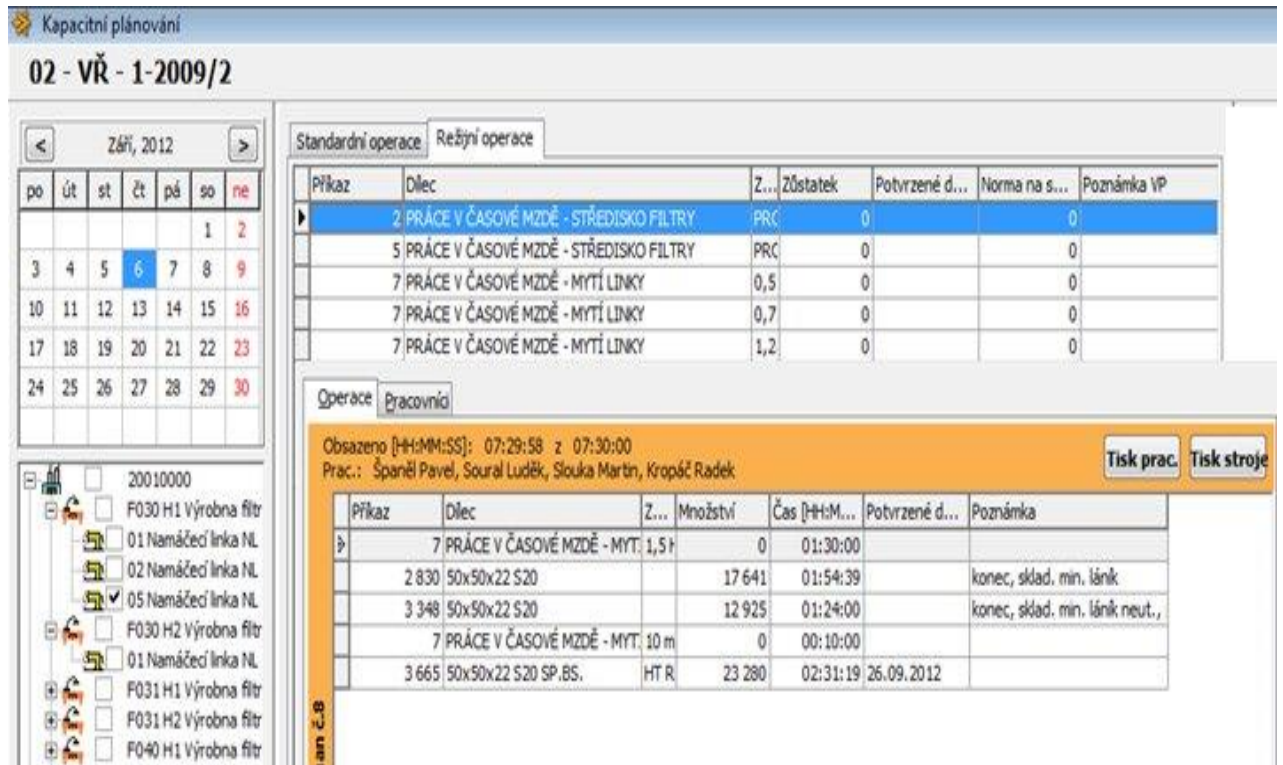 Kapacitní plánování
02 - VŘ - 1-2009/2
< Září, 2012 >
po út st čt pá so ne
1 2
3 4 5 6 7 8 9
10 11 12 13 14 15 16
17 18 19 20 21 22 23
24 25 26 27 28 29 30
20010000
F030 H1 Výrobna filtr
01 Namáčecí linka NL
02 Namáčecí linka NL
05 Namáčecí linka NL
F030 H2 Výrobna filtr
01 Namáčecí linka NL
F031 H1 Výrobna filtr
F031 H2 Výrobna filtr
F040 H1 Výrobna filtr
Standardní operace Režijní operace
Příkaz Dílec Z... Zůstatek Potvrzené d... Norma na s... Poznámka VP
2 PRÁCE V ČASOVÉ MZDĚ - STŘEDISKO FILTRY PRO 0 0
5 PRÁCE V ČASOVÉ MZDĚ - STŘEDISKO FILTRY PRO 0 0
7 PRÁCE V ČASOVÉ MZDĚ - MYTÍ LINKY 0,5 0 0
7 PRÁCE V ČASOVÉ MZDĚ - MYTÍ LINKY 0,7 0 0
7 PRÁCE V ČASOVÉ MZDĚ - MYTÍ LINKY 1,2 0 0
Operace Pracovníci
Obsazeno [HH:MM:SS]: 07:29:58 z 07:30:00
Prac.: Španěl Pavel, Soural Luděk, Slouka Martin, Kropáč Radek
Tisk prac. Tisk stroje
Příkaz Dílec Z... Množství Čas [HH:M... Potvrzené d... Poznámka
7 PRÁCE V ČASOVÉ MZDĚ - MYT 1,5 h 0 01:30:00
2 830 50x50x22 S20 17 641 01:54:39 konec, sklad. min. láník
3 348 50x50x22 S20 12 925 01:24:00 konec, sklad. min. láník neut.,
7 PRÁCE V ČASOVÉ MZDĚ - MYT 10 m 0 00:10:00
3 665 50x50x22 S20 SP.BS. HT R 23 280 02:31:19 26.09.2012
an č.8